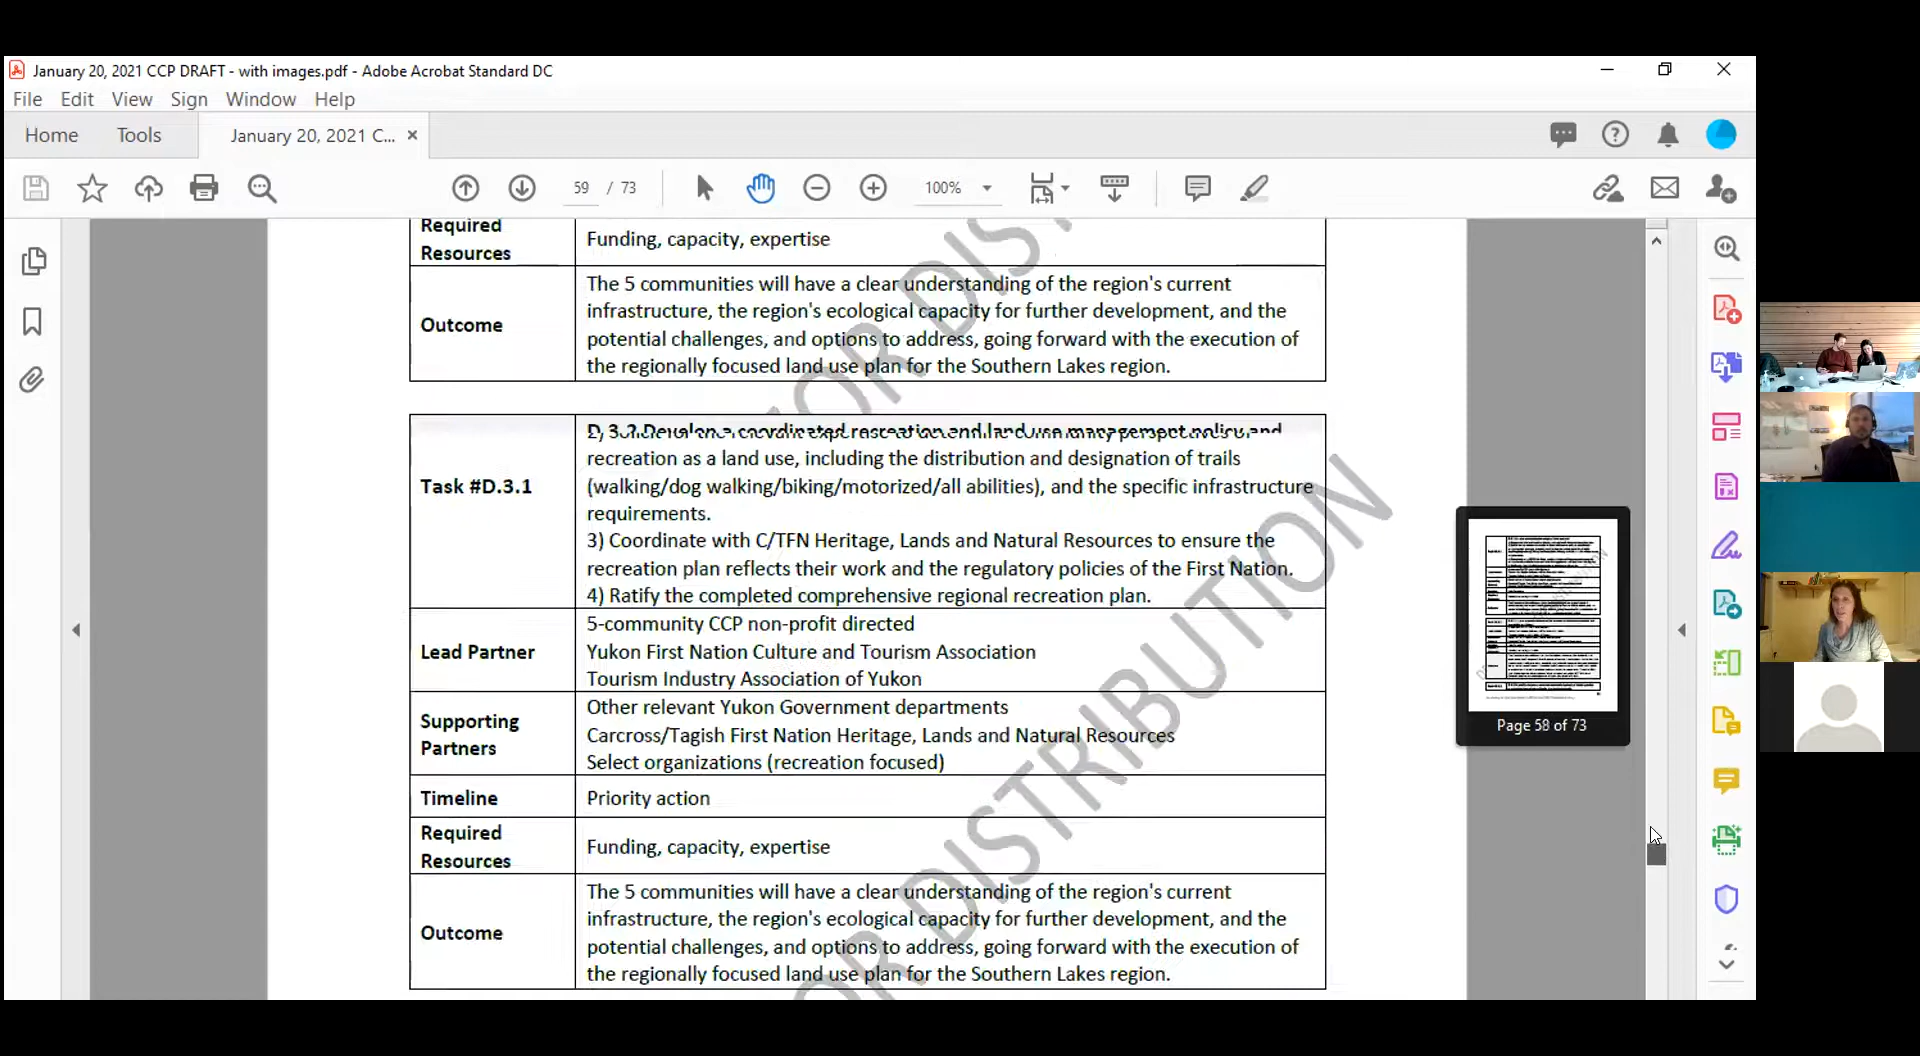 January 20, 2021 CCP DRAFT - with images.pdf - Adobe Acrobat Standard DC
File Edit View Sign Window Help
Home Tools January 20, 2021 C...
59 / 73 100%
Required
Resources
Funding, capacity, expertise
Outcome
The 5 communities will have a clear understanding of the region's current
infrastructure, the region's ecological capacity for further development, and the
potential challenges, and options to address, going forward with the execution of
the regionally focused land use plan for the Southern Lakes region.
Task #D.3.1
recreation as a land use, including the distribution and designation of trails
(walking/dog walking/biking/motorized/all abilities), and the specific infrastructure
requirements.
3) Coordinate with C/TFN Heritage, Lands and Natural Resources to ensure the
recreation plan reflects their work and the regulatory policies of the First Nation.
4) Ratify the completed comprehensive regional recreation plan.
Lead Partner
5-community CCP non-profit directed
Yukon First Nation Culture and Tourism Association
Tourism Industry Association of Yukon
Supporting
Partners
Other relevant Yukon Government departments
Carcross/Tagish First Nation Heritage, Lands and Natural Resources
Select organizations (recreation focused)
Timeline
Priority action
Required
Resources
Funding, capacity, expertise
Outcome
The 5 communities will have a clear understanding of the region's current
infrastructure, the region's ecological capacity for further development, and the
potential challenges, and options to address, going forward with the execution of
the regionally focused land use plan for the Southern Lakes region.
FOR DISTRIBUTION
Page 58 of 73